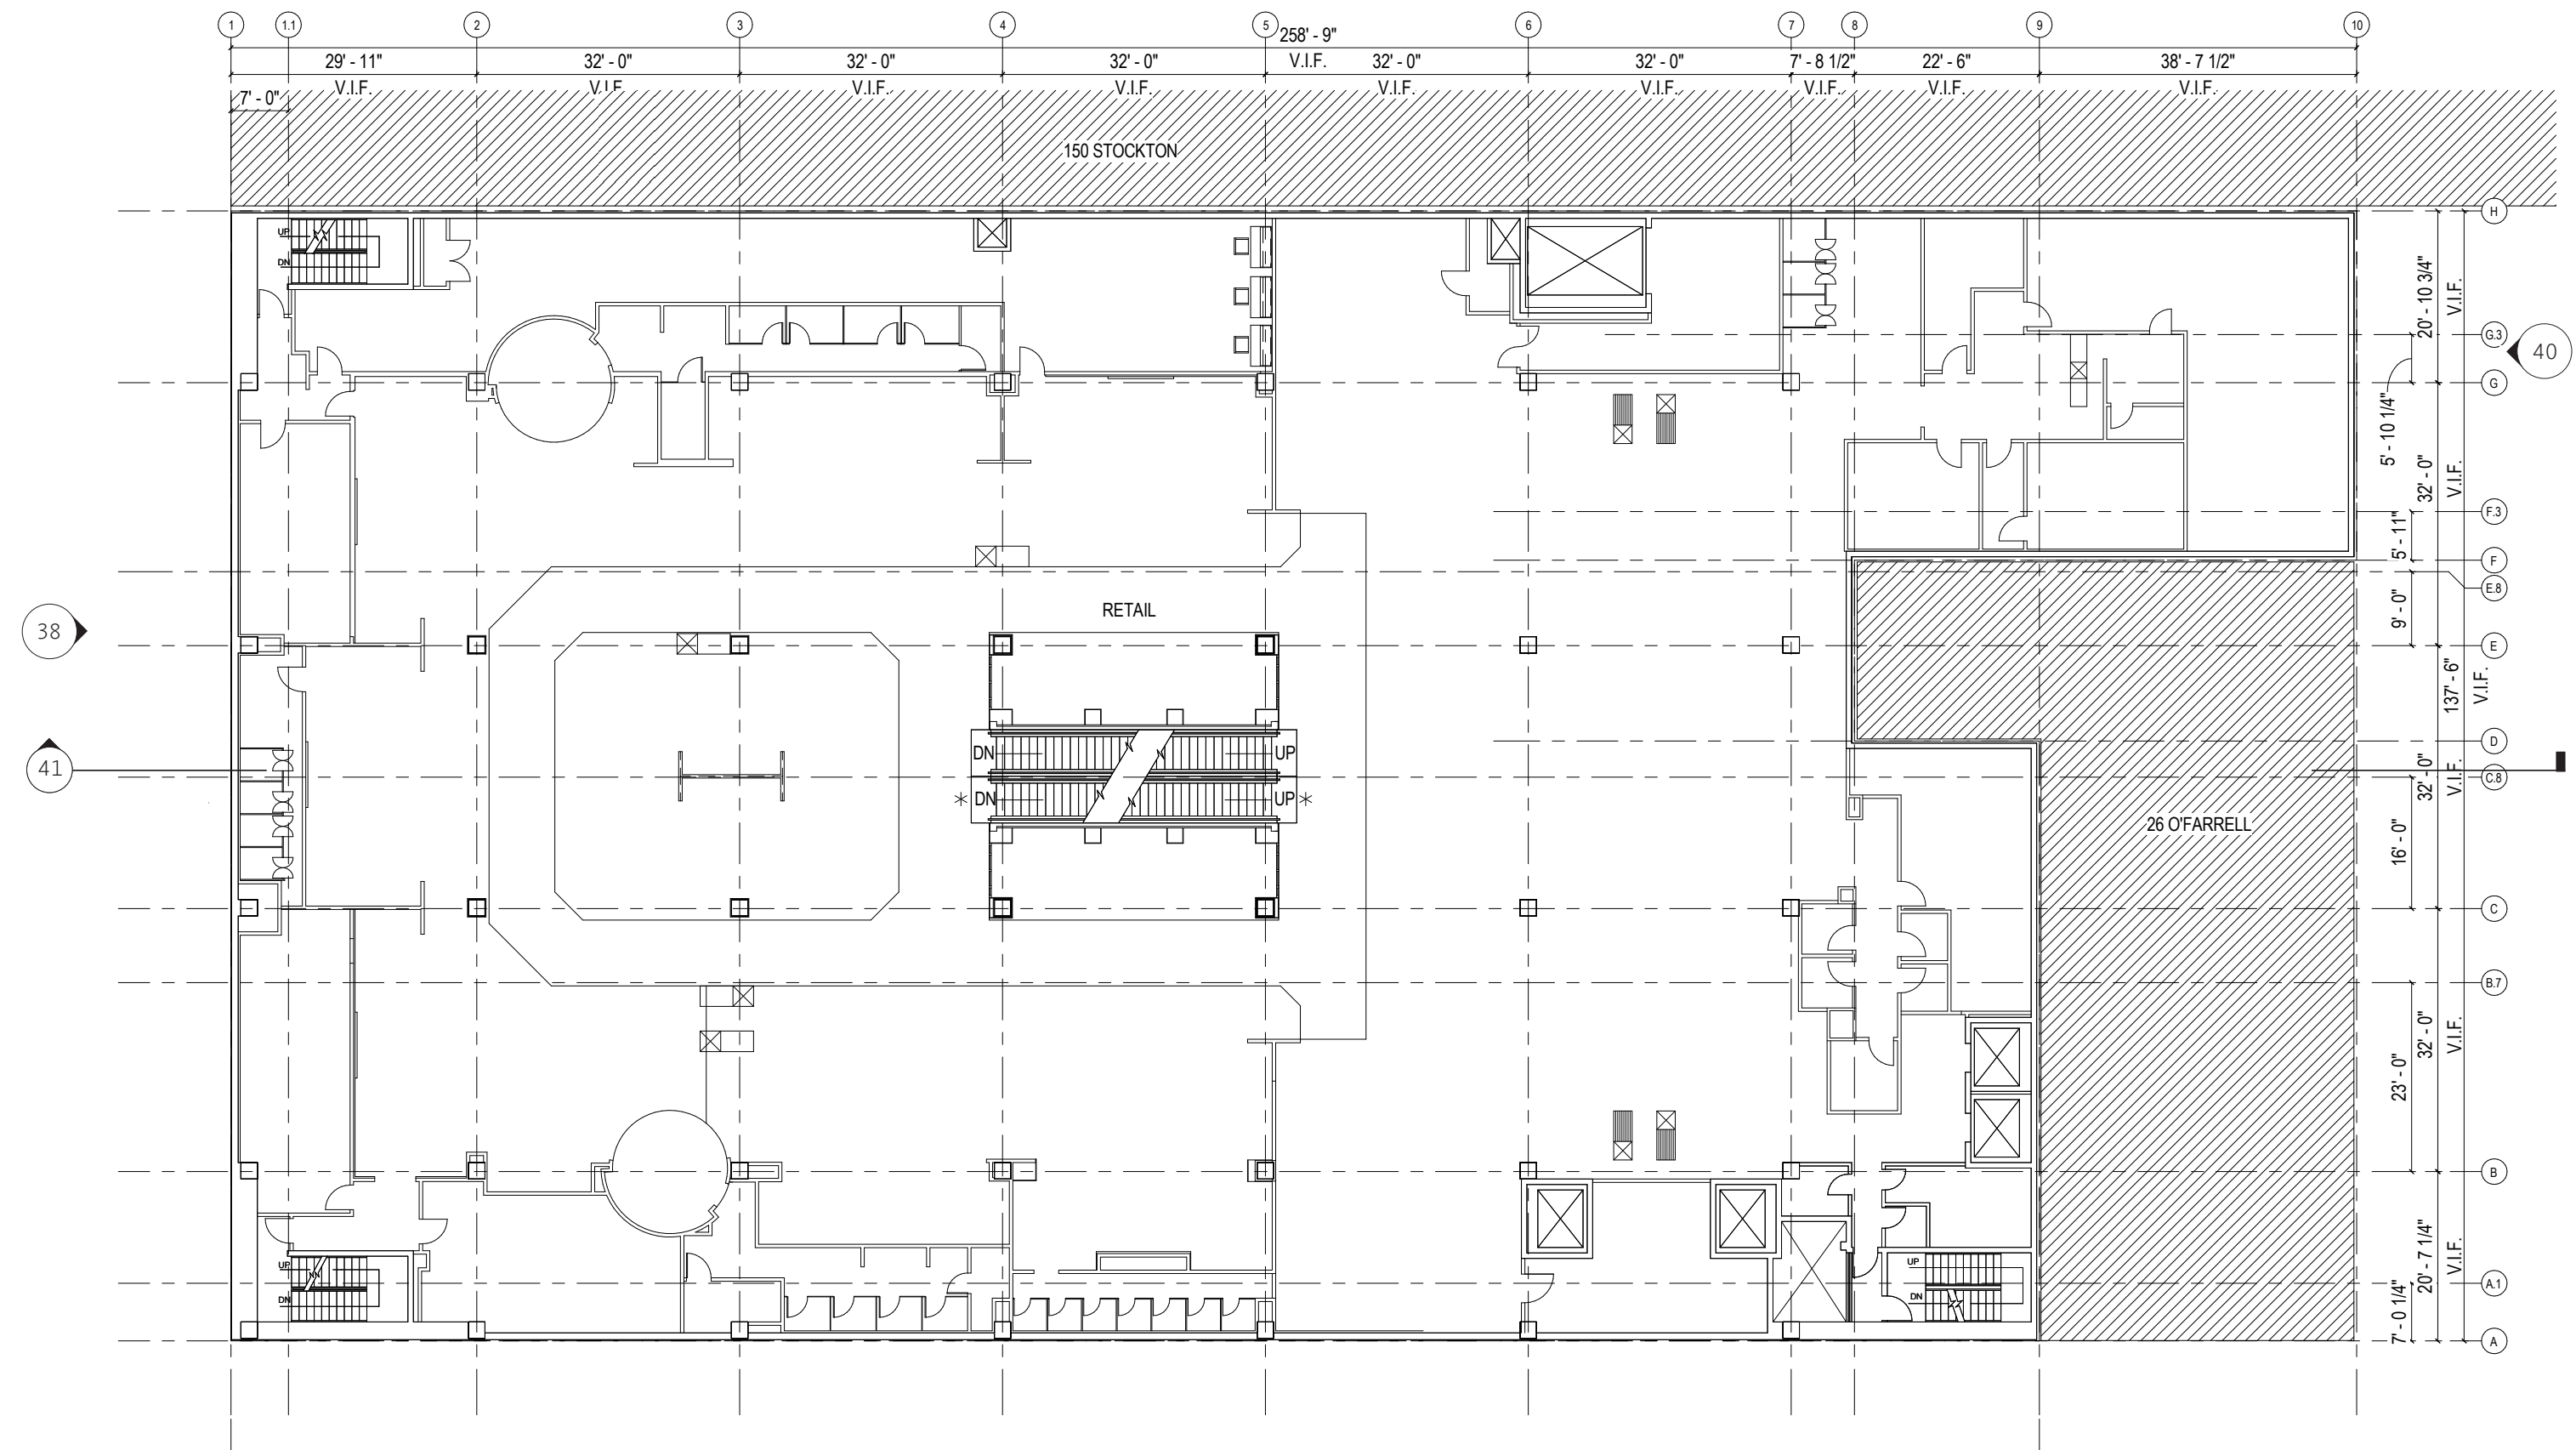 1 1.1 2 3 4 5 6 7 8 9 10
258' - 9"
V.I.F.
29' - 11" 32' - 0" 32' - 0" 32' - 0" 32' - 0" 32' - 0" 7' - 8 1/2" 22' - 6" 38' - 7 1/2"
V.I.F. V.I.F. V.I.F. V.I.F. V.I.F. V.I.F. V.I.F. V.I.F. V.I.F.
7' - 0"
150 STOCKTON
H
UP
DN
20' - 10 3/4"
V.I.F.
G.3
40
G
5' - 10 1/4"
32' - 0"
V.I.F.
F.3
5' - 11"
F
E.8
9' - 0"
RETAIL
38
E
137' - 6"
V.I.F.
D
DN UP
41
32' - 0"
V.I.F.
C.8
* DN UP *
26 O'FARRELL
16' - 0"
C
B.7
23' - 0"
32' - 0"
V.I.F.
B
20' - 7 1/4"
V.I.F.
UP
DN
UP
DN
A.1
7' - 0 1/4"
A